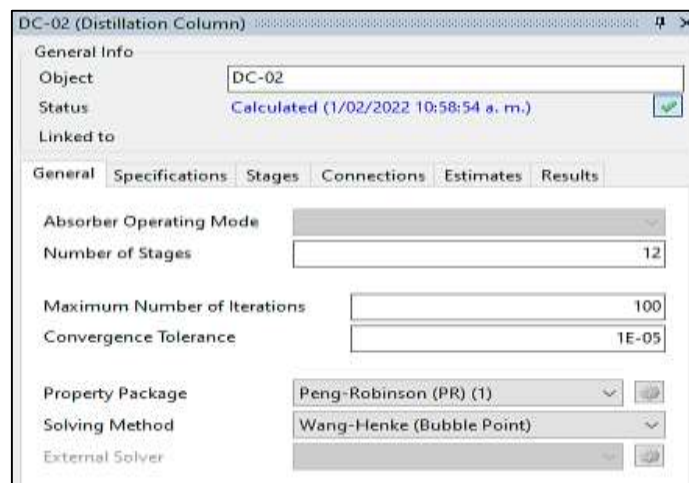 DC-02 (Distillation Column)
General Info
Object DC-02
Status Calculated (1/02/2022 10:58:54 a. m.)
Linked to
General Specifications Stages Connections Estimates Results
Absorber Operating Mode
Number of Stages 12
Maximum Number of Iterations 100
Convergence Tolerance 1E-05
Property Package Peng-Robinson (PR) (1)
Solving Method Wang-Henke (Bubble Point)
External Solver